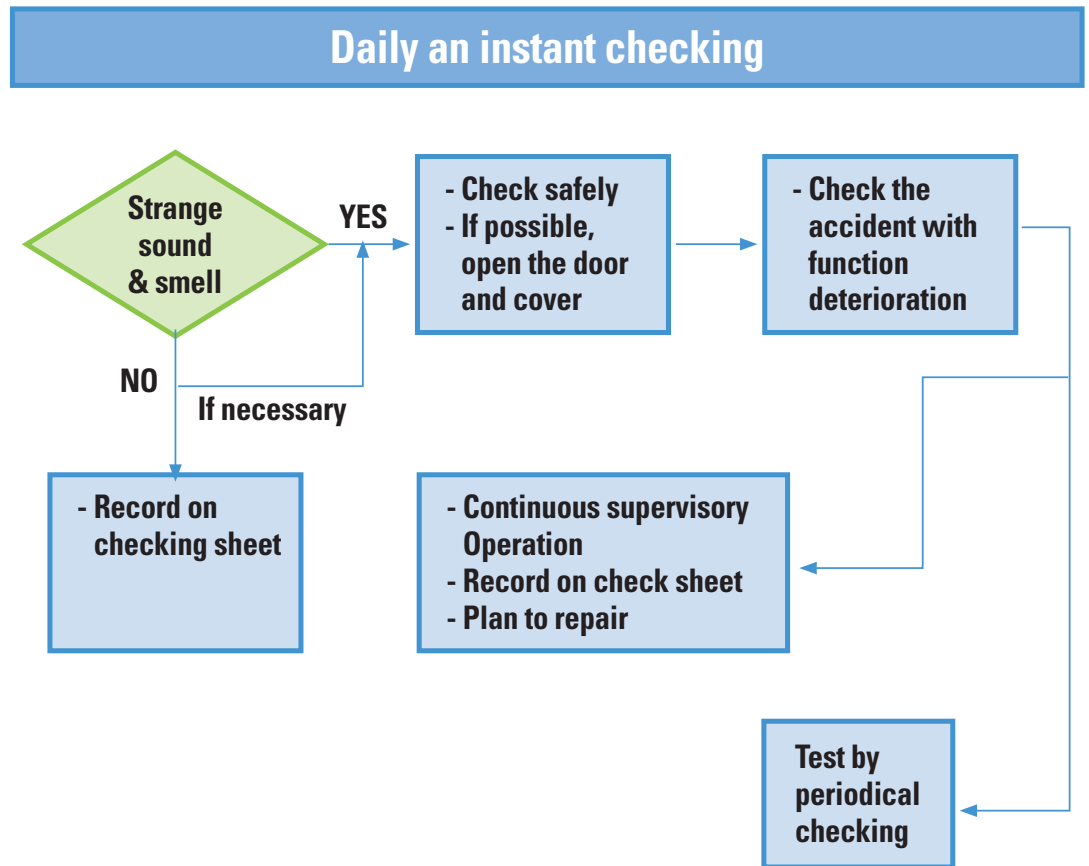 Daily an instant checking
Strange
sound
& smell
YES
- Check safely
- If possible,
open the door
and cover
- Check the
accident with
function
deterioration
NO
If necessary
- Record on
checking sheet
- Continuous supervisory
Operation
- Record on check sheet
- Plan to repair
Test by
periodical
checking